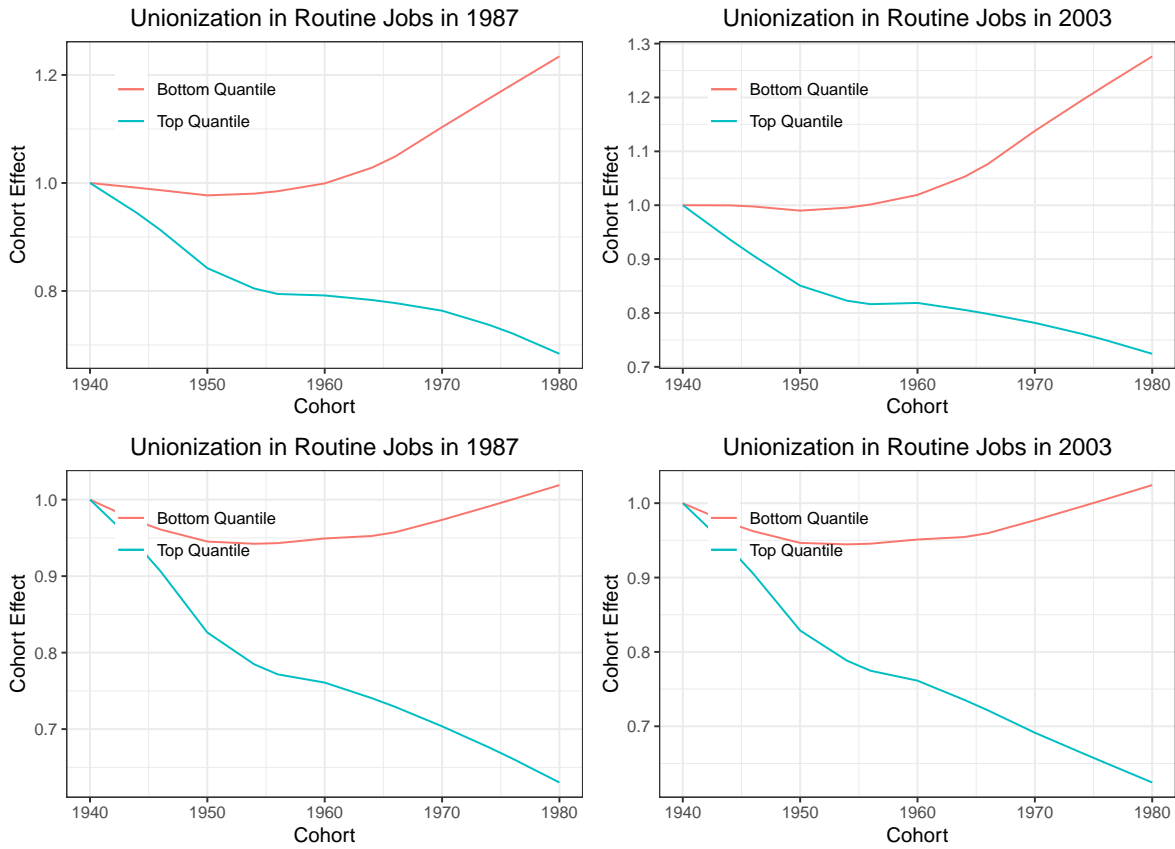 Unionization in Routine Jobs in 1987
1.2
1.0
0.8
Cohort Effect
Bottom Quantile
Top Quantile
1940 1950 1960 1970 1980
Cohort
Unionization in Routine Jobs in 2003
1.3
1.2
1.1
1.0
0.9
0.8
0.7
Cohort Effect
Bottom Quantile
Top Quantile
1940 1950 1960 1970 1980
Cohort
Unionization in Routine Jobs in 1987
1.0
0.9
0.8
0.7
Cohort Effect
Bottom Quantile
Top Quantile
1940 1950 1960 1970 1980
Cohort
Unionization in Routine Jobs in 2003
1.0
0.9
0.8
0.7
Cohort Effect
Bottom Quantile
Top Quantile
1940 1950 1960 1970 1980
Cohort